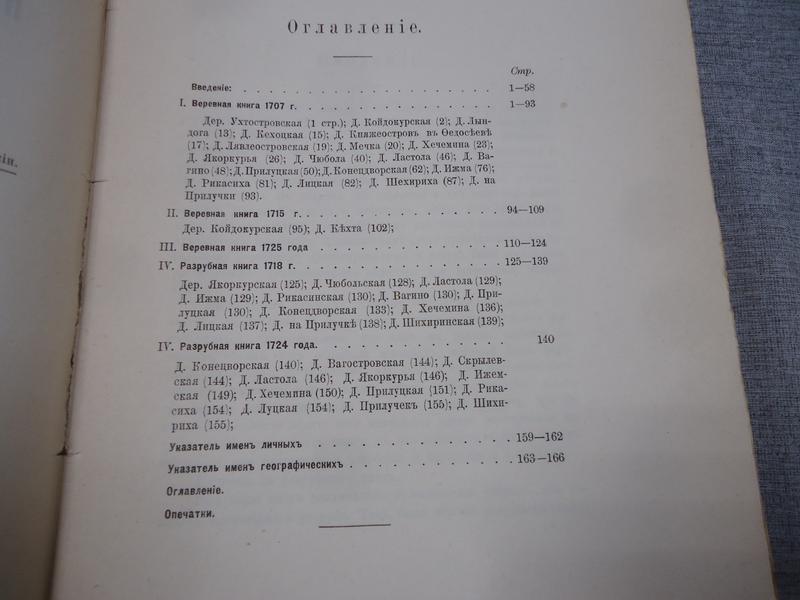 Оглавленіе.
Стр.
Введеніе: . . . . . . . . . . . . . . . . . . . 1—58
I. Веревная книга 1707 г. . . . . . . . . . . . . . . . 1—93
Дер. Ухтостровская (1 стр.); Д. Койдокурская (2); Д. Лын-
дога (13); Д. Кехоцкая (15); Д. Княжеостровъ въ Ѳедосѣевѣ
(17); Д. Лявлеостровская (19); Д. Мечка (20); Д. Хечемина (23);
Д. Якоркурья (26); Д. Чюбола (40); Д. Ластола (46); Д. Ва-
гино (48); Д. Прилуцкая (50); Д. Конецдворская (62); Д. Ижма (76);
Д. Рикасиха (81); Д. Лицкая (82); Д. Шехириха (87); Д. на
Прилучки (93).
II. Веревная книга 1715 г. . . . . . . . . . . . . . . . 94—109
Дер. Койдокурская (95); Д. Кѣхта (102);
III. Веревная книга 1725 года . . . . . . . . . . . . . . 110—124
IV. Разрубная книга 1718 г. . . . . . . . . . . . . . . . 125—139
Дер. Якоркурская (125); Д. Чюбольская (128); Д. Ластола (129);
Д. Ижма (129); Д. Рикасинская (130); Д. Вагино (130); Д. При-
луцкая (130); Д. Конецдворская (133); Д. Хечемина (136);
Д. Лицкая (137); Д. на Прилучкѣ (138); Д. Шихиринская (139);
IV. Разрубная книга 1724 года. . . . . . . . . . . . . . 140
Д. Конецворская (140); Д. Вагостровская (144); Д. Скрылев-
ская (144); Д. Ластола (146); Д. Якоркурья (146); Д. Ижем-
ская (149); Д. Хечемина (150); Д. Прилуцкая (151); Д. Рика-
сиха (154); Д. Луцкая (154); Д. Прилучекъ (155); Д. Шихи-
риха (155);
Указатель именъ личныхъ . . . . . . . . . . . . . . 159—162
Указатель именъ географическихъ . . . . . . . . . . . . 163—166
Оглавленіе.
Опечатки.